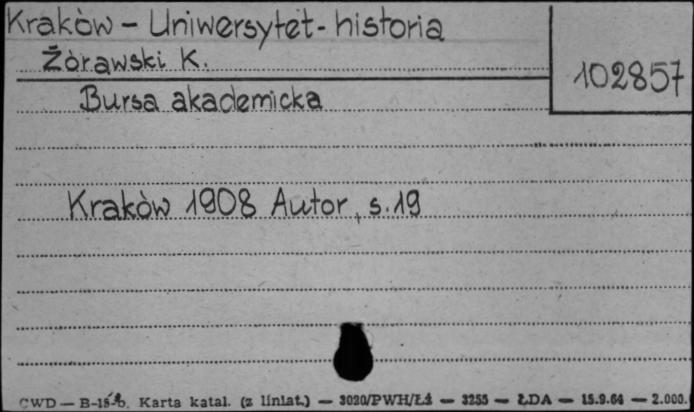 Kraków – Uniwersytet - historia
Żórawski K.
102857
Bursa akademicka
Kraków 1908 Autor, s. 19
CWD — B-15-b. Karta katal. (z liniat.) — 3020/PWH/Łź — 3255 — ŁDA — 15.9.64 — 2.000.